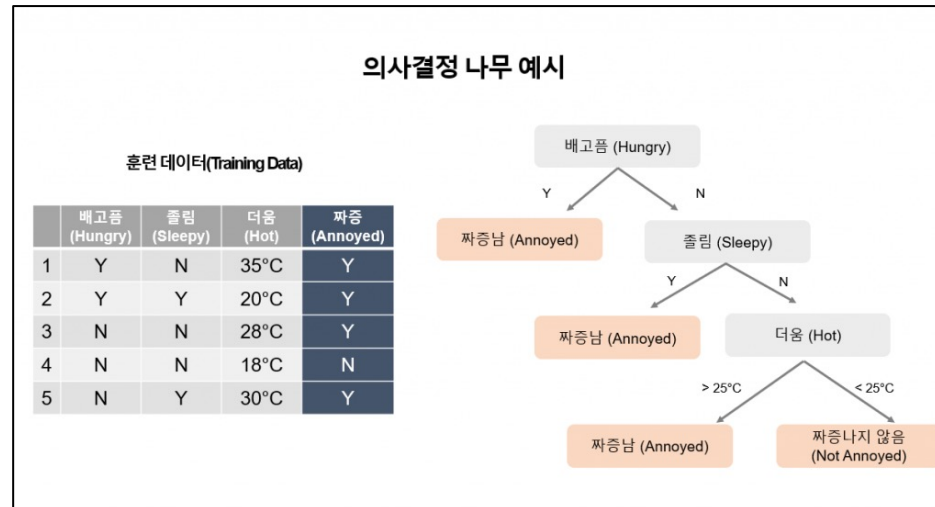 의사결정 나무 예시
훈련 데이터(Training Data)
배고픔 졸림 더움 짜증
(Hungry) (Sleepy) (Hot) (Annoyed)
1 Y N 35°C Y
2 Y Y 20°C Y
3 N N 28°C Y
4 N N 18°C N
5 N Y 30°C Y
배고픔 (Hungry)
Y N
짜증남 (Annoyed) 졸림 (Sleepy)
Y N
짜증남 (Annoyed) 더움 (Hot)
> 25°C < 25°C
짜증남 (Annoyed)
짜증나지 않음
(Not Annoyed)